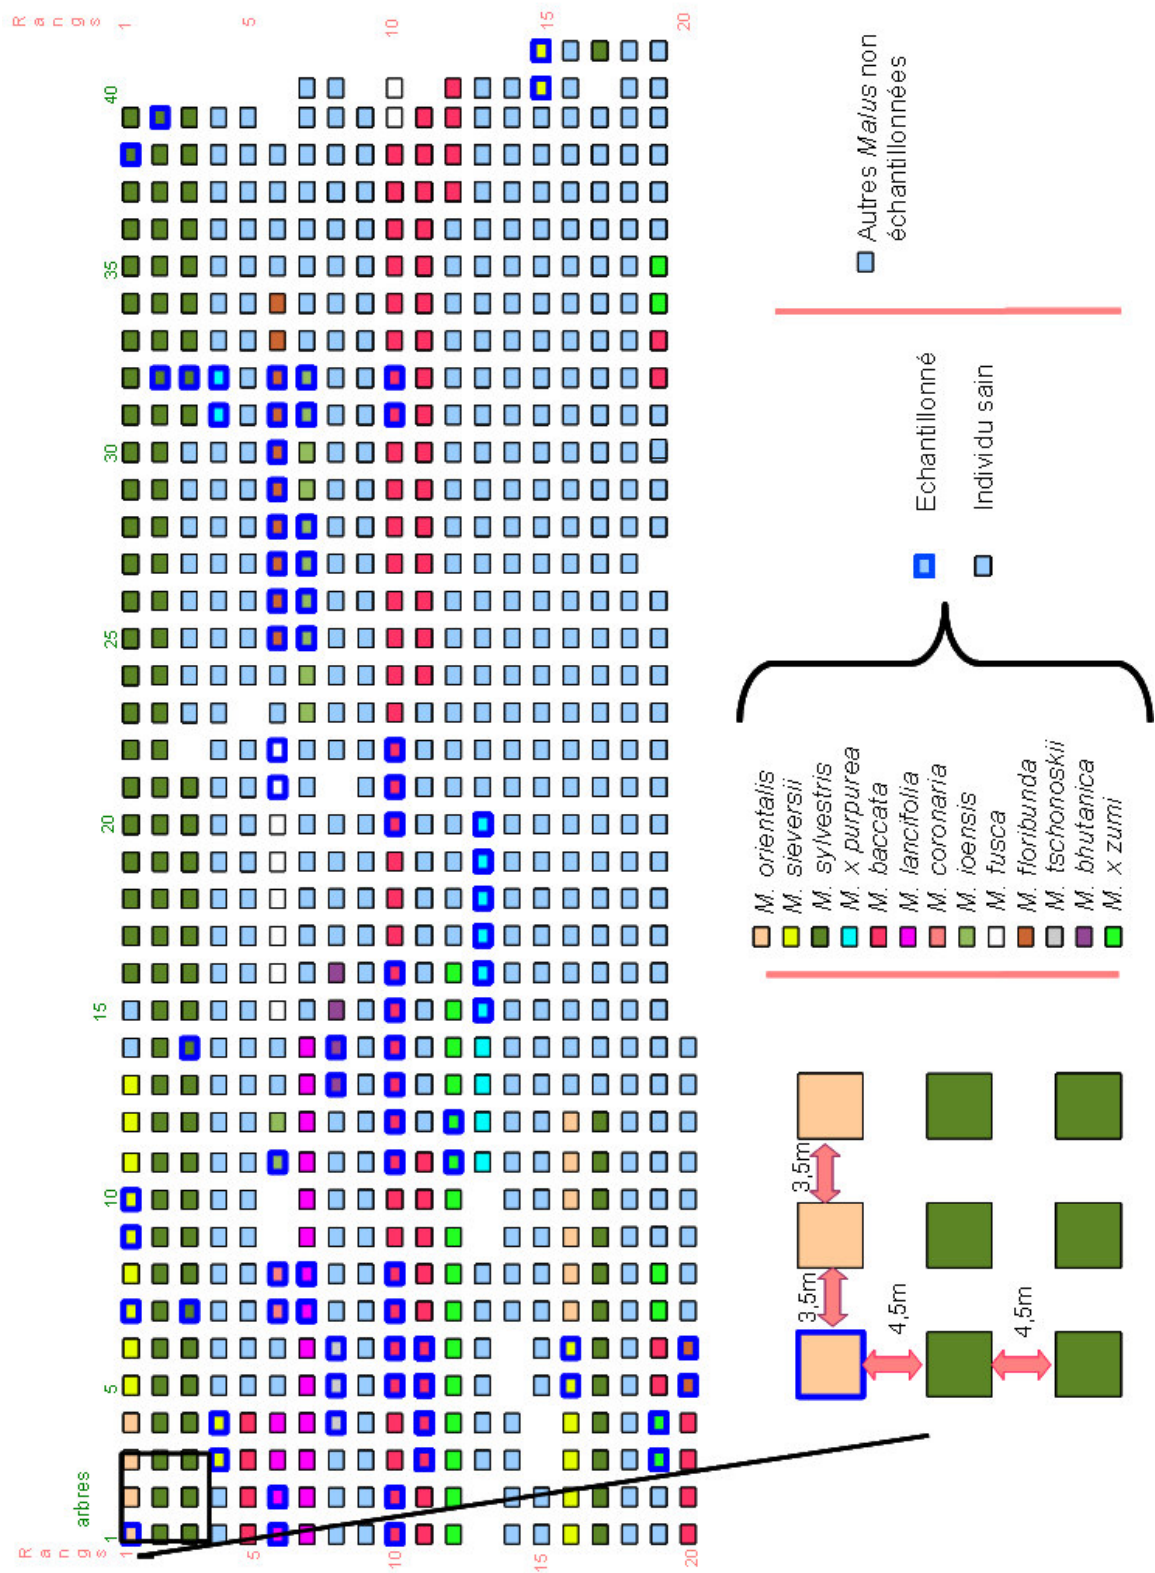 Rangs
1
5
10
15
20
arbres
1
5
10
15
20
25
30
35
40
Rangs
1
5
10
15
20
3,5m
3,5m
4,5m
4,5m
M. orientalis
M. sieversii
M. sylvestris
M. x purpurea
M. baccata
M. lancifolia
M. coronaria
M. ioensis
M. fusca
M. floribunda
M. tschonoskii
M. bhutanica
M. x zumi
Echantillonné
Individu sain
Autres Malus non
échantillonnées